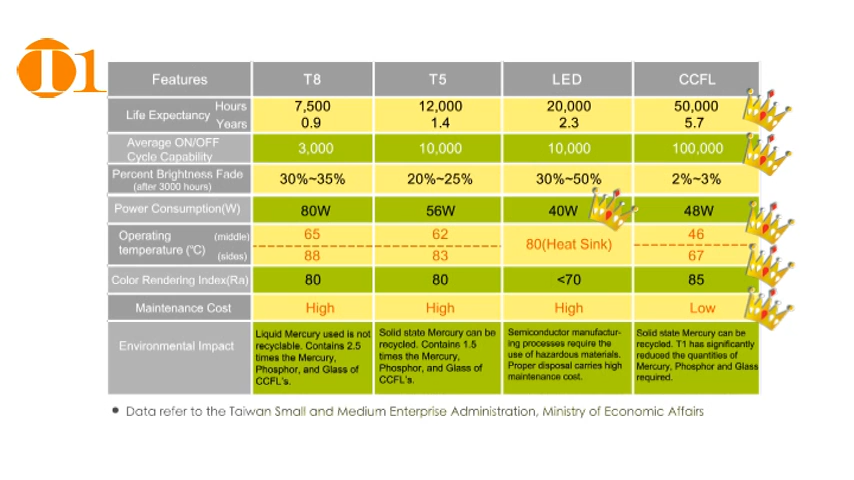 T1
Features T8 T5 LED CCFL
Life Expectancy Hours 7,500 12,000 20,000 50,000
Years 0.9 1.4 2.3 5.7
Average ON/OFF
Cycle Capability 3,000 10,000 10,000 100,000
Percent Brightness Fade
(after 3000 hours) 30%~35% 20%~25% 30%~50% 2%~3%
Power Consumption(W) 80W 56W 40W 48W
Operating (middle) 65 62 80(Heat Sink) 46
temperature (℃) (sides) 88 83 67
Color Rendering Index(Ra) 80 80 <70 85
Maintenance Cost High High High Low
Environmental Impact
Liquid Mercury used is not
recyclable. Contains 2.5
times the Mercury,
Phosphor, and Glass of
CCFL's.
Solid state Mercury can be
recycled. Contains 1.5
times the Mercury,
Phosphor, and Glass of
CCFL's.
Semiconductor manufactur-
ing processes require the
use of hazardous materials.
Proper disposal carries high
maintenance cost.
Solid state Mercury can be
recycled. T1 has significantly
reduced the quantities of
Mercury, Phosphor and Glass
required.
• Data refer to the Taiwan Small and Medium Enterprise Administration, Ministry of Economic Affairs